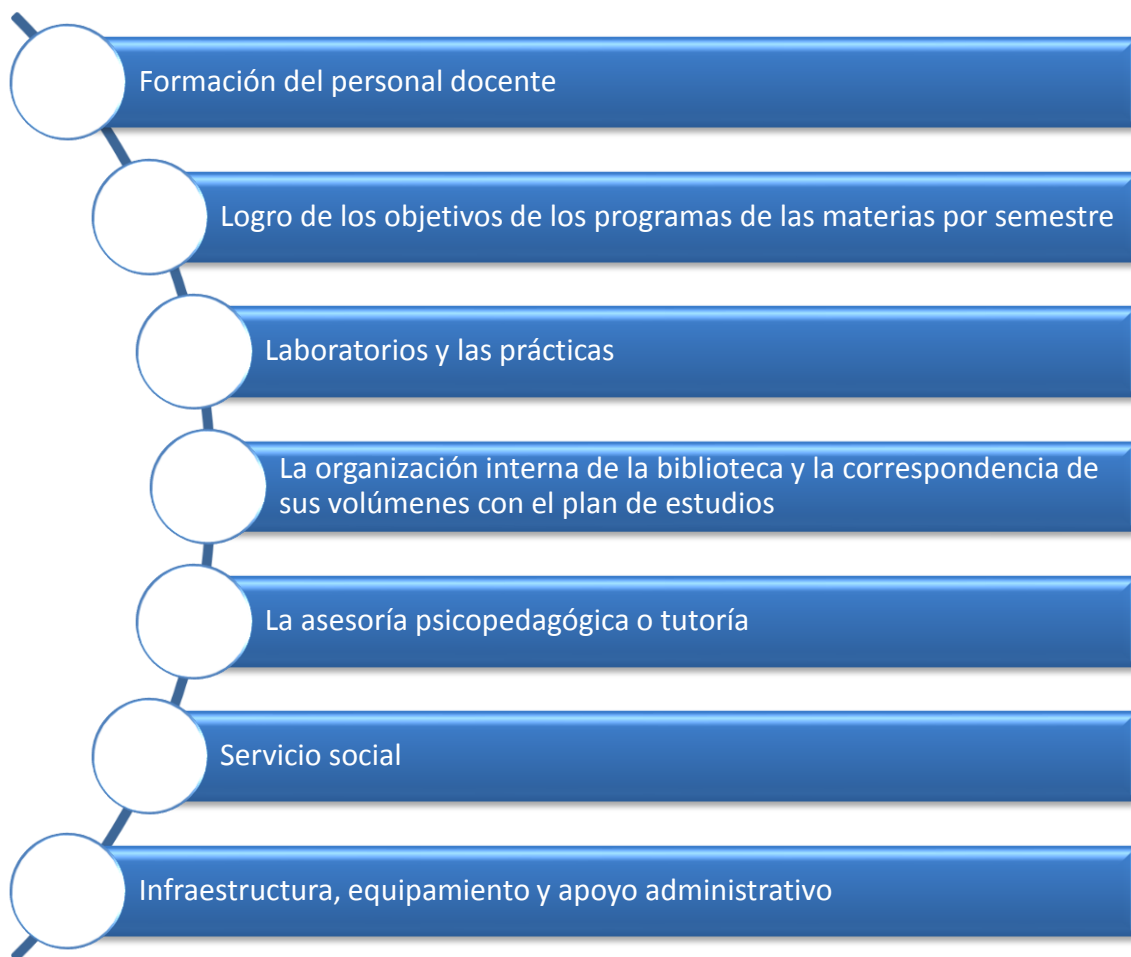 Formación del personal docente
Logro de los objetivos de los programas de las materias por semestre
Laboratorios y las prácticas
La organización interna de la biblioteca y la correspondencia de
sus volúmenes con el plan de estudios
La asesoría psicopedagógica o tutoría
Servicio social
Infraestructura, equipamiento y apoyo administrativo